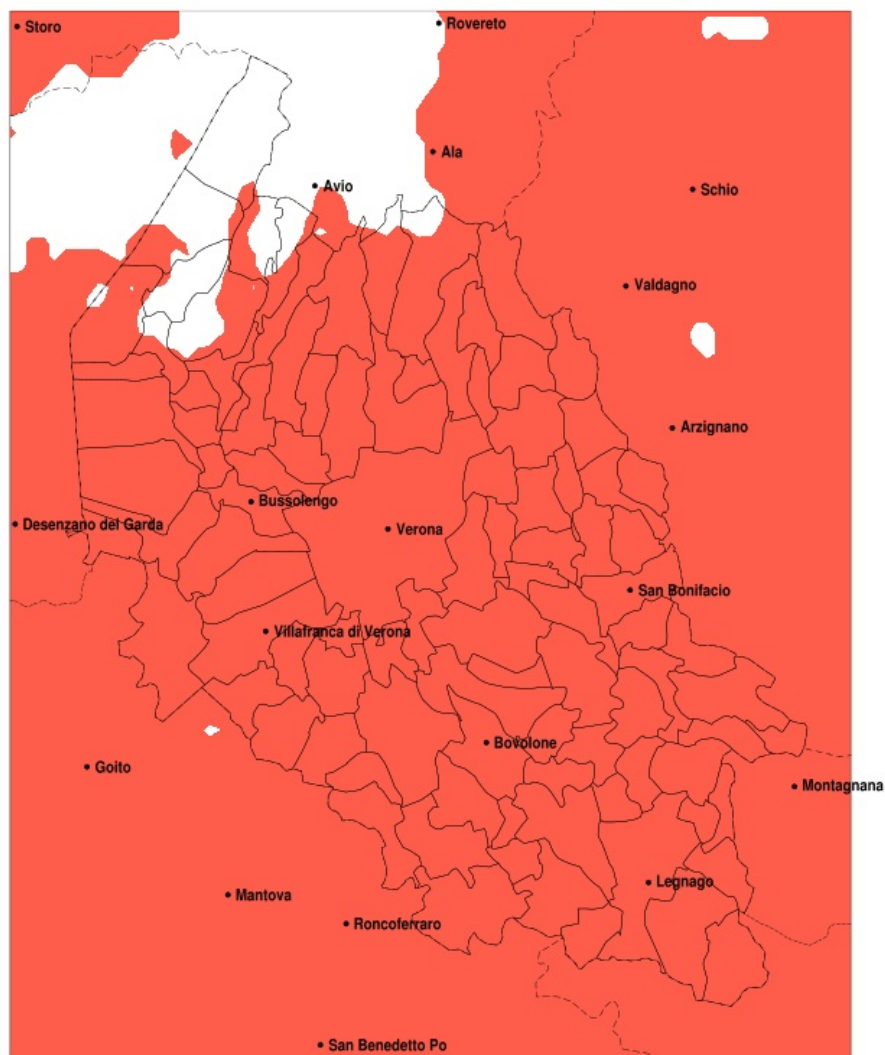 Storo
Rovereto
Ala
Avio
Schio
Valdagno
Arzignano
Bussolengo
Desenzano del Garda
Verona
San Bonifacio
Villafranca di Verona
Bovolone
Goito
Montagnana
Legnago
Mantova
Roncoferraro
San Benedetto Po